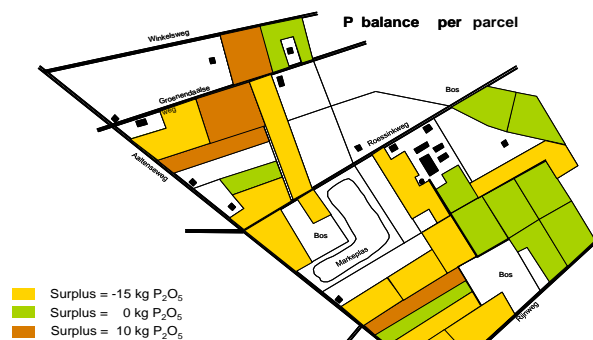 P balance per parcel
Winkelsweg
Groenendaalse
weg
Bos
Roessinkweg
Aaltenseweg
Bos
Markeplas
Bos
Rijnweg
Surplus = -15 kg P₂O₅
Surplus = 0 kg P₂O₅
Surplus = 10 kg P₂O₅